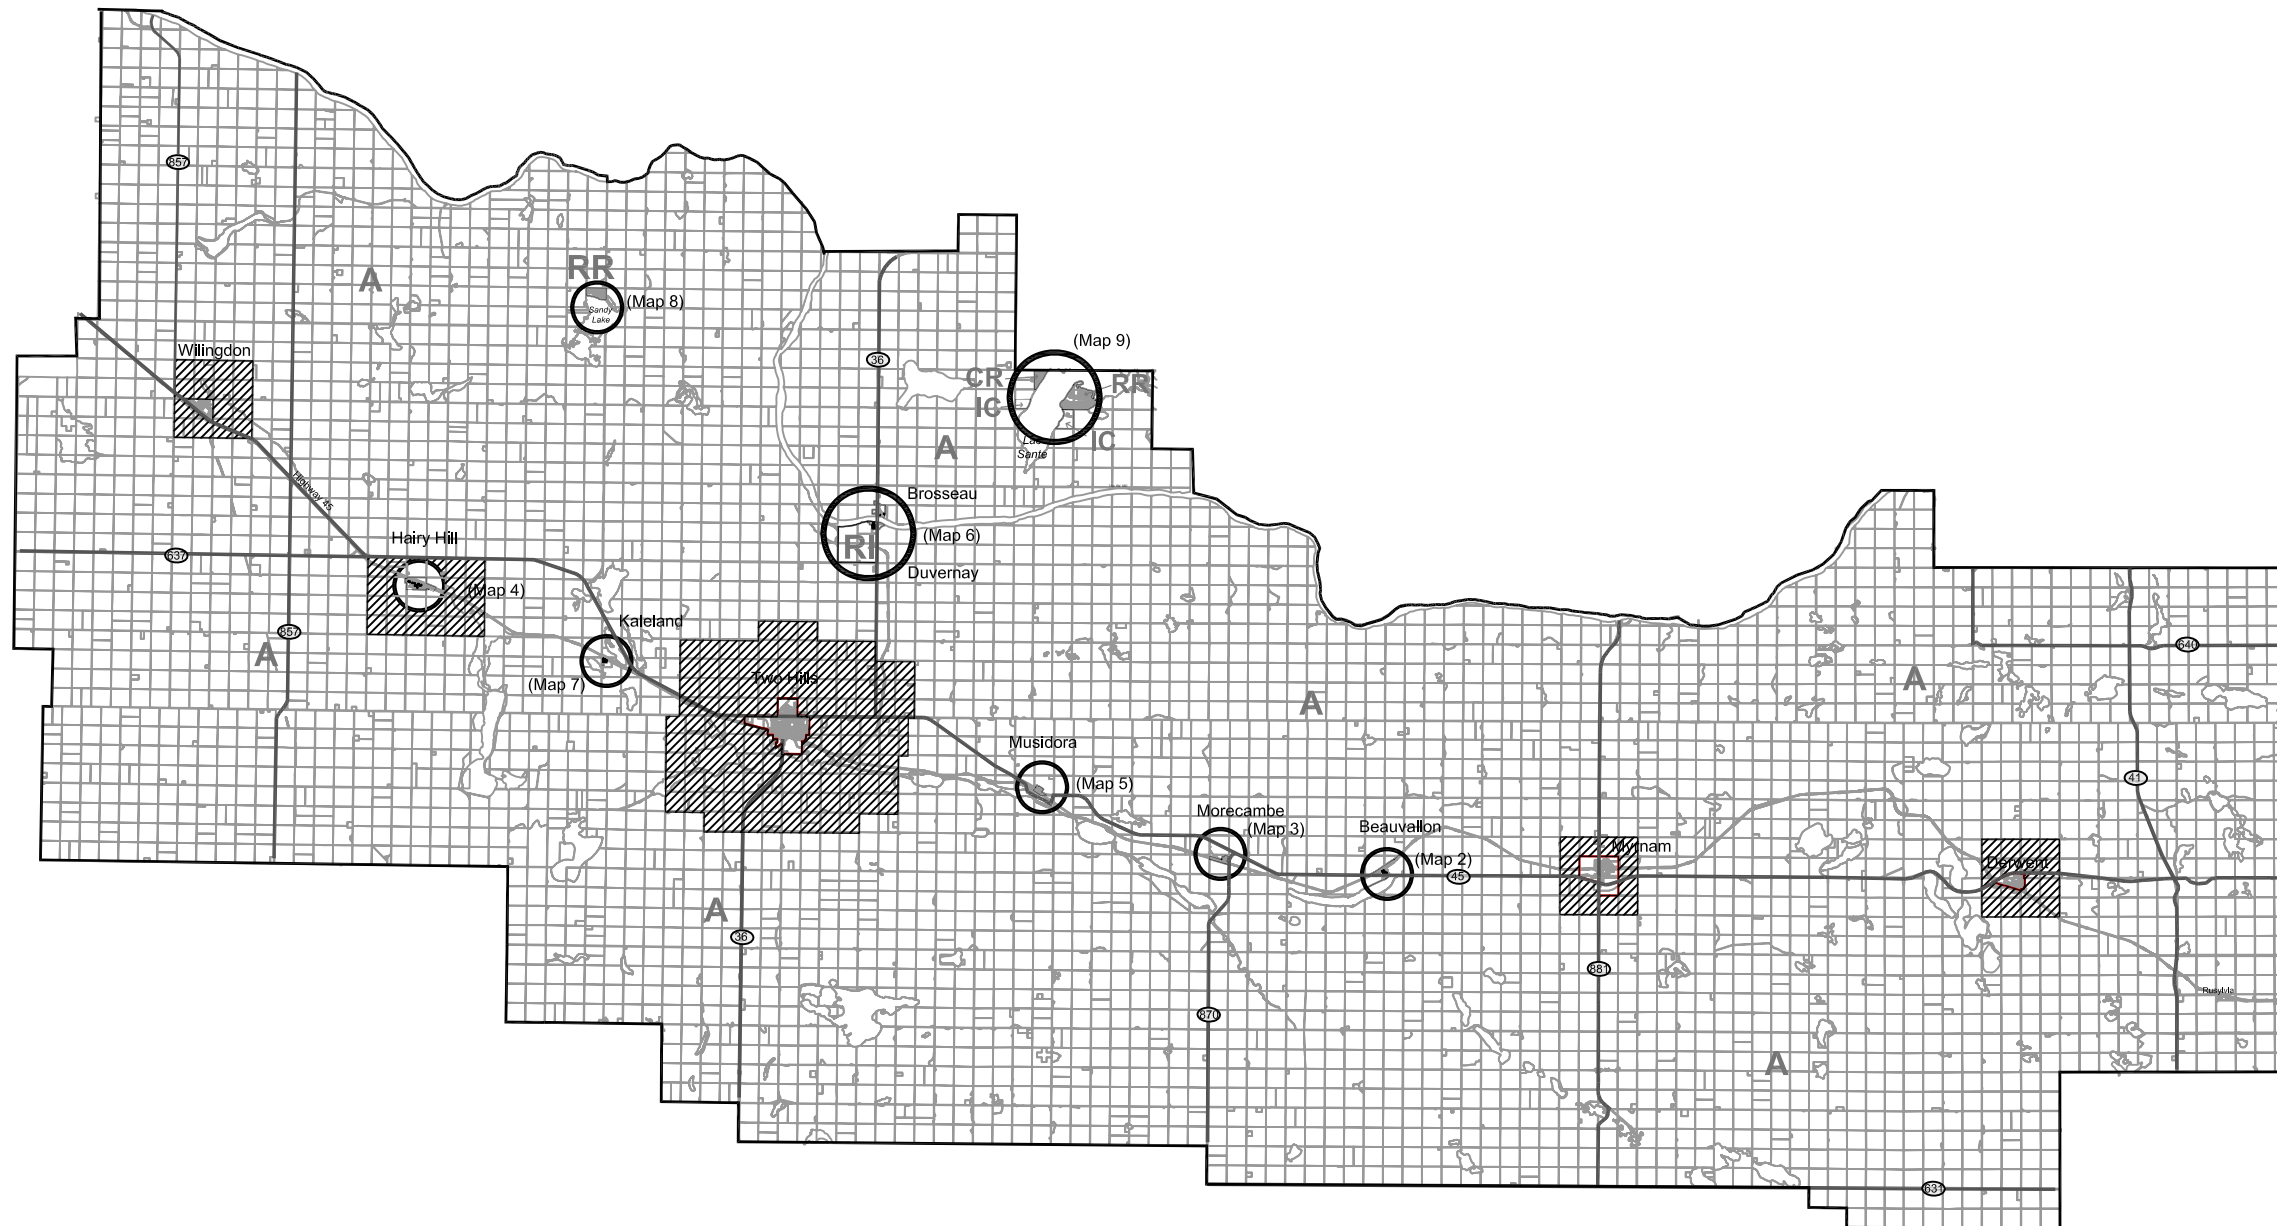 857
RR
A
(Map 8)
Sandy
Lake
(Map 9)
Wilingdon
36
CR
RR
IC
IC
A
Lac
Sante
Highway 45
Brosseau
(Map 6)
RI
Duvernay
Hairy Hill
637
(Map 4)
Kaleland
857
A
640
(Map 7)
Two Hills
A
A
Musidora
41
(Map 5)
Morecambe
(Map 3)
Beauvallon
(Map 2)
45
Myrnam
Derwent
A
36
881
Rusylvia
870
A
631